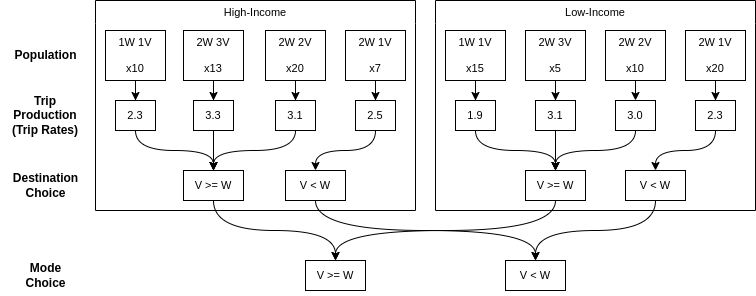 High-Income
Low-Income
Population
1W 1V
x10
2W 3V
x13
2W 2V
x20
2W 1V
x7
1W 1V
x15
2W 3V
x5
2W 2V
x10
2W 1V
x20
Trip
Production
(Trip Rates)
2.3
3.3
3.1
2.5
1.9
3.1
3.0
2.3
Destination
Choice
V >= W
V < W
V >= W
V < W
Mode
Choice
V >= W
V < W